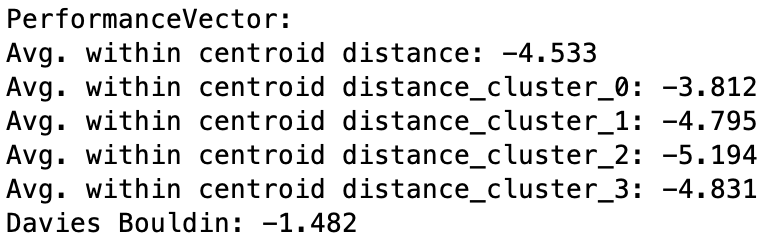 PerformanceVector:
Avg. within centroid distance: -4.533
Avg. within centroid distance_cluster_0: -3.812
Avg. within centroid distance_cluster_1: -4.795
Avg. within centroid distance_cluster_2: -5.194
Avg. within centroid distance_cluster_3: -4.831
Davies Bouldin: -1.482